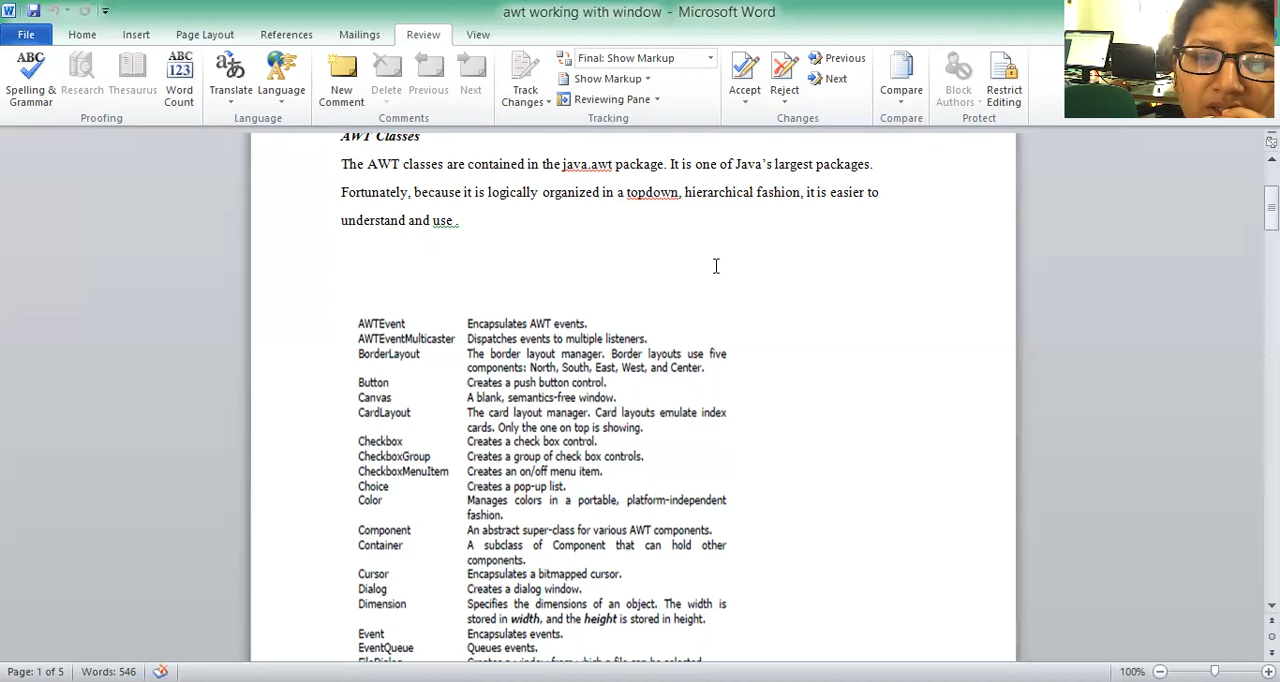 awt working with window - Microsoft Word
File Home Insert Page Layout References Mailings Review View
ABC Spelling & Grammar
Research
Thesaurus
ABC 123 Word Count
Translate
Language
New Comment
Delete
Previous
Next
Track Changes
Final: Show Markup
Show Markup
Reviewing Pane
Accept
Reject
Previous
Next
Compare
Block Authors
Restrict Editing
Proofing Language Comments Tracking Changes Compare Protect
AWT Classes
The AWT classes are contained in the java.awt package. It is one of Java's largest packages.
Fortunately, because it is logically organized in a topdown, hierarchical fashion, it is easier to
understand and use .
AWTEvent Encapsulates AWT events.
AWTEventMulticaster Dispatches events to multiple listeners.
BorderLayout The border layout manager. Border layouts use five
components: North, South, East, West, and Center.
Button Creates a push button control.
Canvas A blank, semantics-free window.
CardLayout The card layout manager. Card layouts emulate index
cards. Only the one on top is showing.
Checkbox Creates a check box control.
CheckboxGroup Creates a group of check box controls.
CheckboxMenuItem Creates an on/off menu item.
Choice Creates a pop-up list.
Color Manages colors in a portable, platform-independent
fashion.
Component An abstract super-class for various AWT components.
Container A subclass of Component that can hold other
components.
Cursor Encapsulates a bitmapped cursor.
Dialog Creates a dialog window.
Dimension Specifies the dimensions of an object. The width is
stored in width, and the height is stored in height.
Event Encapsulates events.
EventQueue Queues events.
FileDialog Creates a window from which a file can be selected.
Page: 1 of 5 Words: 546 100%